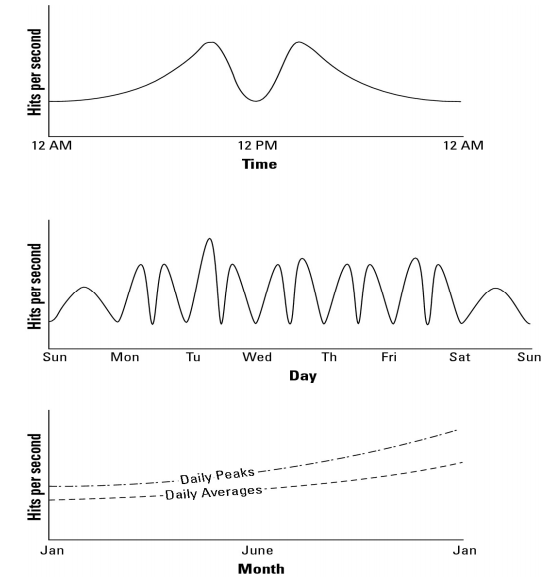 Hits per second
12 AM 12 PM 12 AM
Time
Hits per second
Sun Mon Tu Wed Th Fri Sat Sun
Day
Hits per second
Daily Peaks
Daily Averages
Jan June Jan
Month